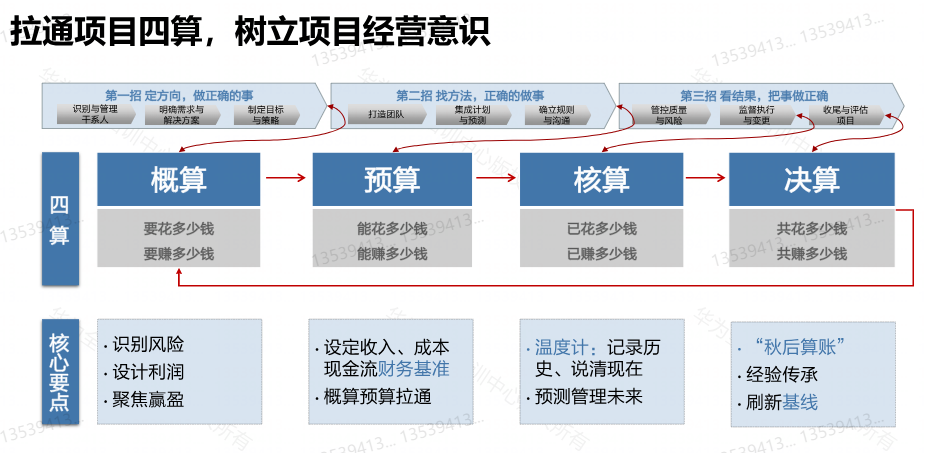 拉通项目四算，树立项目经营意识
13539413... 13539413...
第一招 定方向，做正确的事
识别与管理
干系人
明确需求与
解决方案
制定目标
与策略
第二招 找方法，正确的做事
打造团队
集成计划
与预测
确立规则
与沟通
第三招 看结果，把事做正确
管控质量
与风险
监督执行
与变更
收尾与评估
项目
四算
概算
要花多少钱
要赚多少钱
预算
能花多少钱
能赚多少钱
核算
已花多少钱
已赚多少钱
决算
共花多少钱
共赚多少钱
核心要点
· 识别风险
· 设计利润
· 聚焦赢盈
· 设定收入、成本
现金流财务基准
· 概算预算拉通
· 温度计：记录历
史、说清现在
· 预测管理未来
· “秋后算账”
· 经验传承
· 刷新基线
13539413... 13539413...